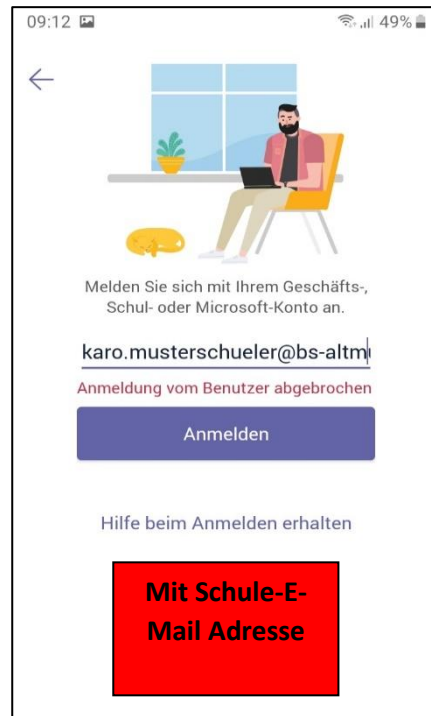 09:12 49%
Melden Sie sich mit Ihrem Geschäfts-,
Schul- oder Microsoft-Konto an.
karo.musterschueler@bs-altm
Anmeldung vom Benutzer abgebrochen
Anmelden
Hilfe beim Anmelden erhalten
Mit Schule-E-
Mail Adresse